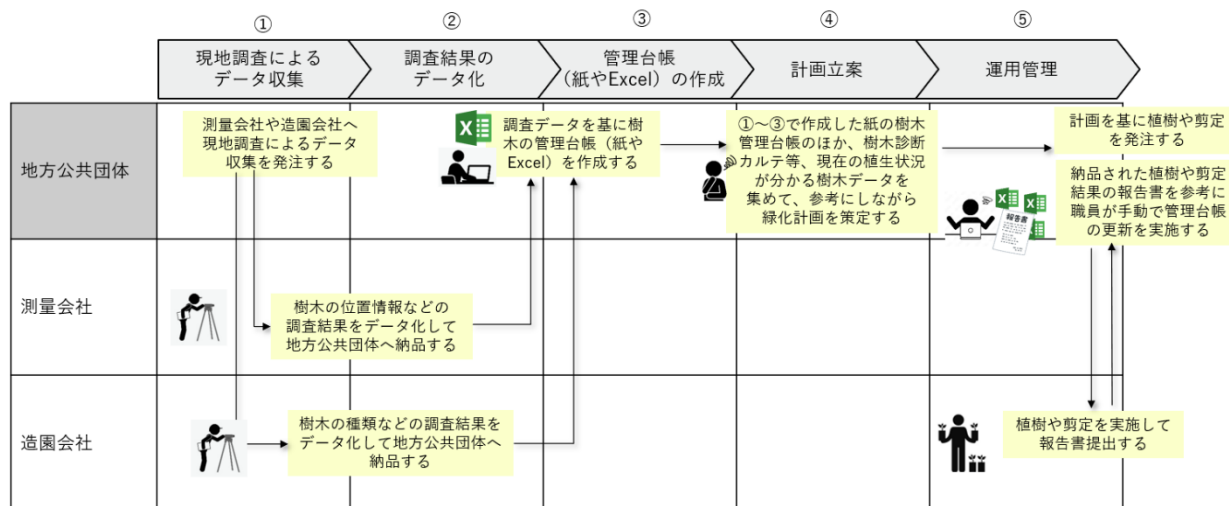 ①
②
③
④
⑤
現地調査による
データ収集
調査結果の
データ化
管理台帳
(紙やExcel)の作成
計画立案
運用管理
地方公共団体
測量会社や造園会社へ
現地調査によるデータ
収集を発注する
調査データを基に樹
木の管理台帳(紙や
Excel)を作成する
①~③で作成した紙の樹木
管理台帳のほか、樹木診断
カルテ等、現在の植生状況
が分かる樹木データを
集めて、参考にしながら
緑化計画を策定する
計画を基に植樹や剪定
を発注する
報告書
納品された植樹や剪定
結果の報告書を参考に
職員が手動で管理台帳
の更新を実施する
測量会社
樹木の位置情報などの
調査結果をデータ化して
地方公共団体へ納品する
造園会社
樹木の種類などの調査結果を
データ化して地方公共団体へ
納品する
植樹や剪定を実施して
報告書提出する